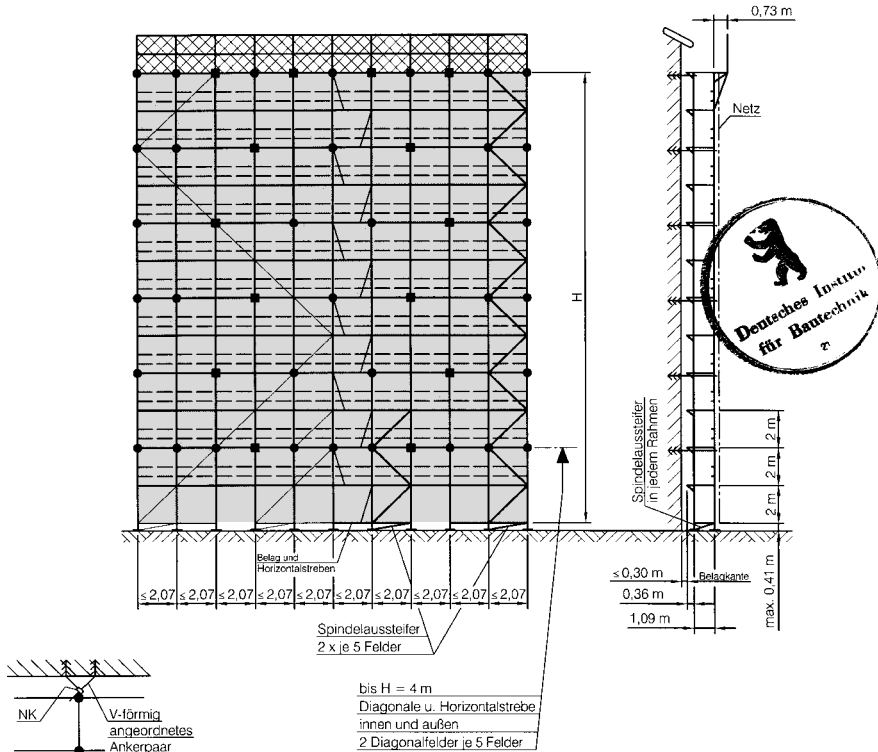 0,73 m
Netz
H
Deutsches Institu
für Bautechnik
Spindelaussteifer
in jedem Rahmen
2 m
2 m
2 m
max. 0,41 m
Belag und
Horizontalstreben
≤ 0,30 m
Belagkante
0,36 m
1,09 m
≤ 2,07 ≤ 2,07 ≤ 2,07 ≤ 2,07 ≤ 2,07 ≤ 2,07 ≤ 2,07 ≤ 2,07 ≤ 2,07 ≤ 2,07
Spindelaussteifer
2 x je 5 Felder
bis H = 4 m
Diagonale u. Horizontalstrebe
innen und außen
2 Diagonalfelder je 5 Felder
NK
V-förmig
angeordnetes
Ankerpaar